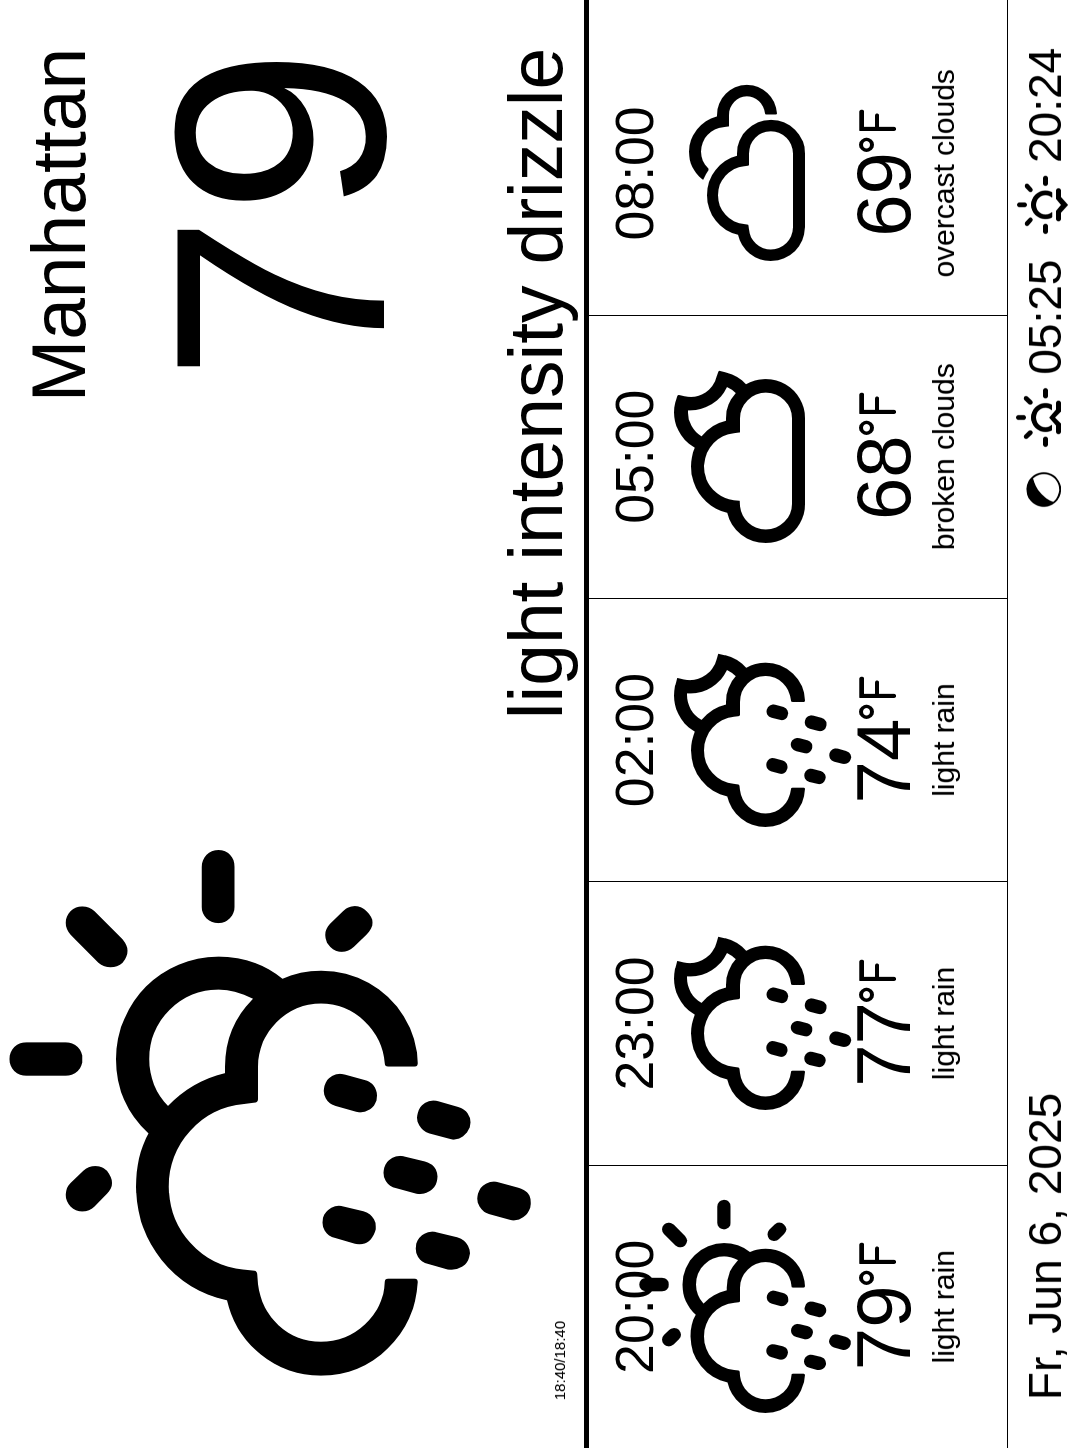 Manhattan
79
light intensity drizzle
18:40/18:40
20:00
79°F
light rain
23:00
77°F
light rain
02:00
74°F
light rain
05:00
68°F
broken clouds
08:00
69°F
overcast clouds
Fr, Jun 6, 2025
05:25
20:24